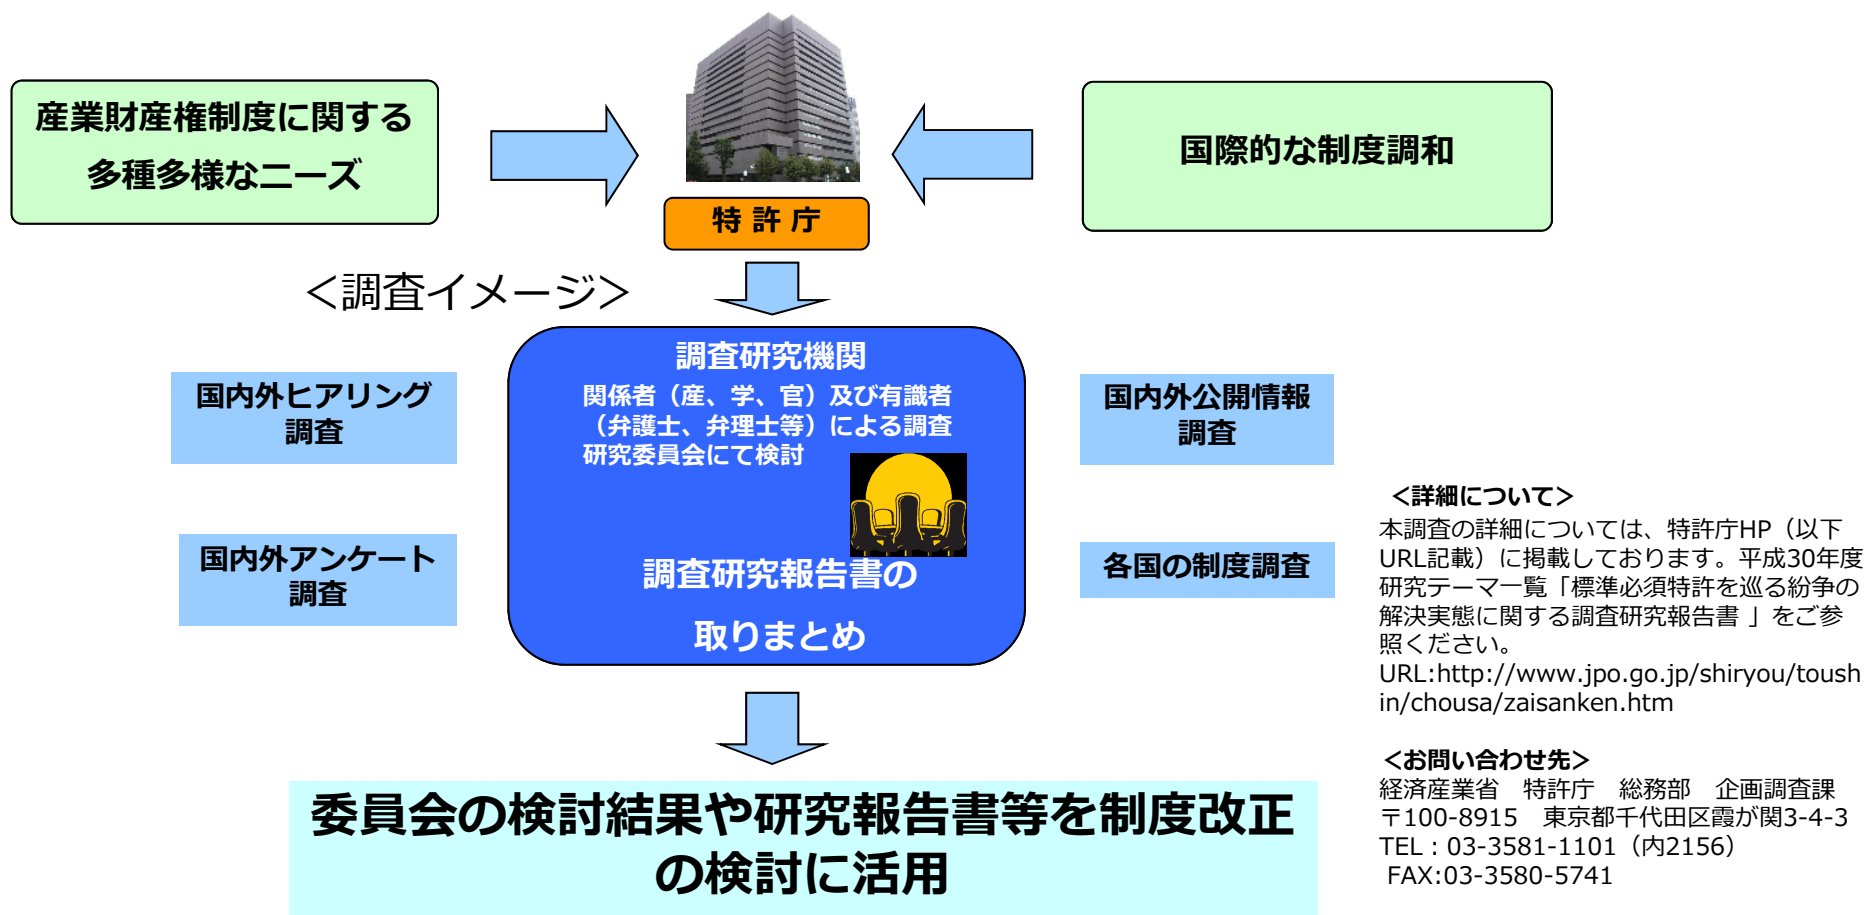 産業財産権制度に関する
多種多様なニーズ
国際的な制度調和
特 許 庁
＜調査イメージ＞
調査研究機関
関係者（産、学、官）及び有識者
（弁護士、弁理士等）による調査
研究委員会にて検討
調査研究報告書の
取りまとめ
国内外ヒアリング
調査
国内外アンケート
調査
国内外公開情報
調査
各国の制度調査
委員会の検討結果や研究報告書等を制度改正
の検討に活用
＜詳細について＞
本調査の詳細については、特許庁HP（以下
URL記載）に掲載しております。平成30年度
研究テーマ一覧「標準必須特許を巡る紛争の
解決実態に関する調査研究報告書 」をご参
照ください。
URL:http://www.jpo.go.jp/shiryou/toush
in/chousa/zaisanken.htm
＜お問い合わせ先＞
経済産業省　特許庁　総務部　企画調査課
〒100-8915　東京都千代田区霞が関3-4-3
TEL：03-3581-1101（内2156）
FAX:03-3580-5741